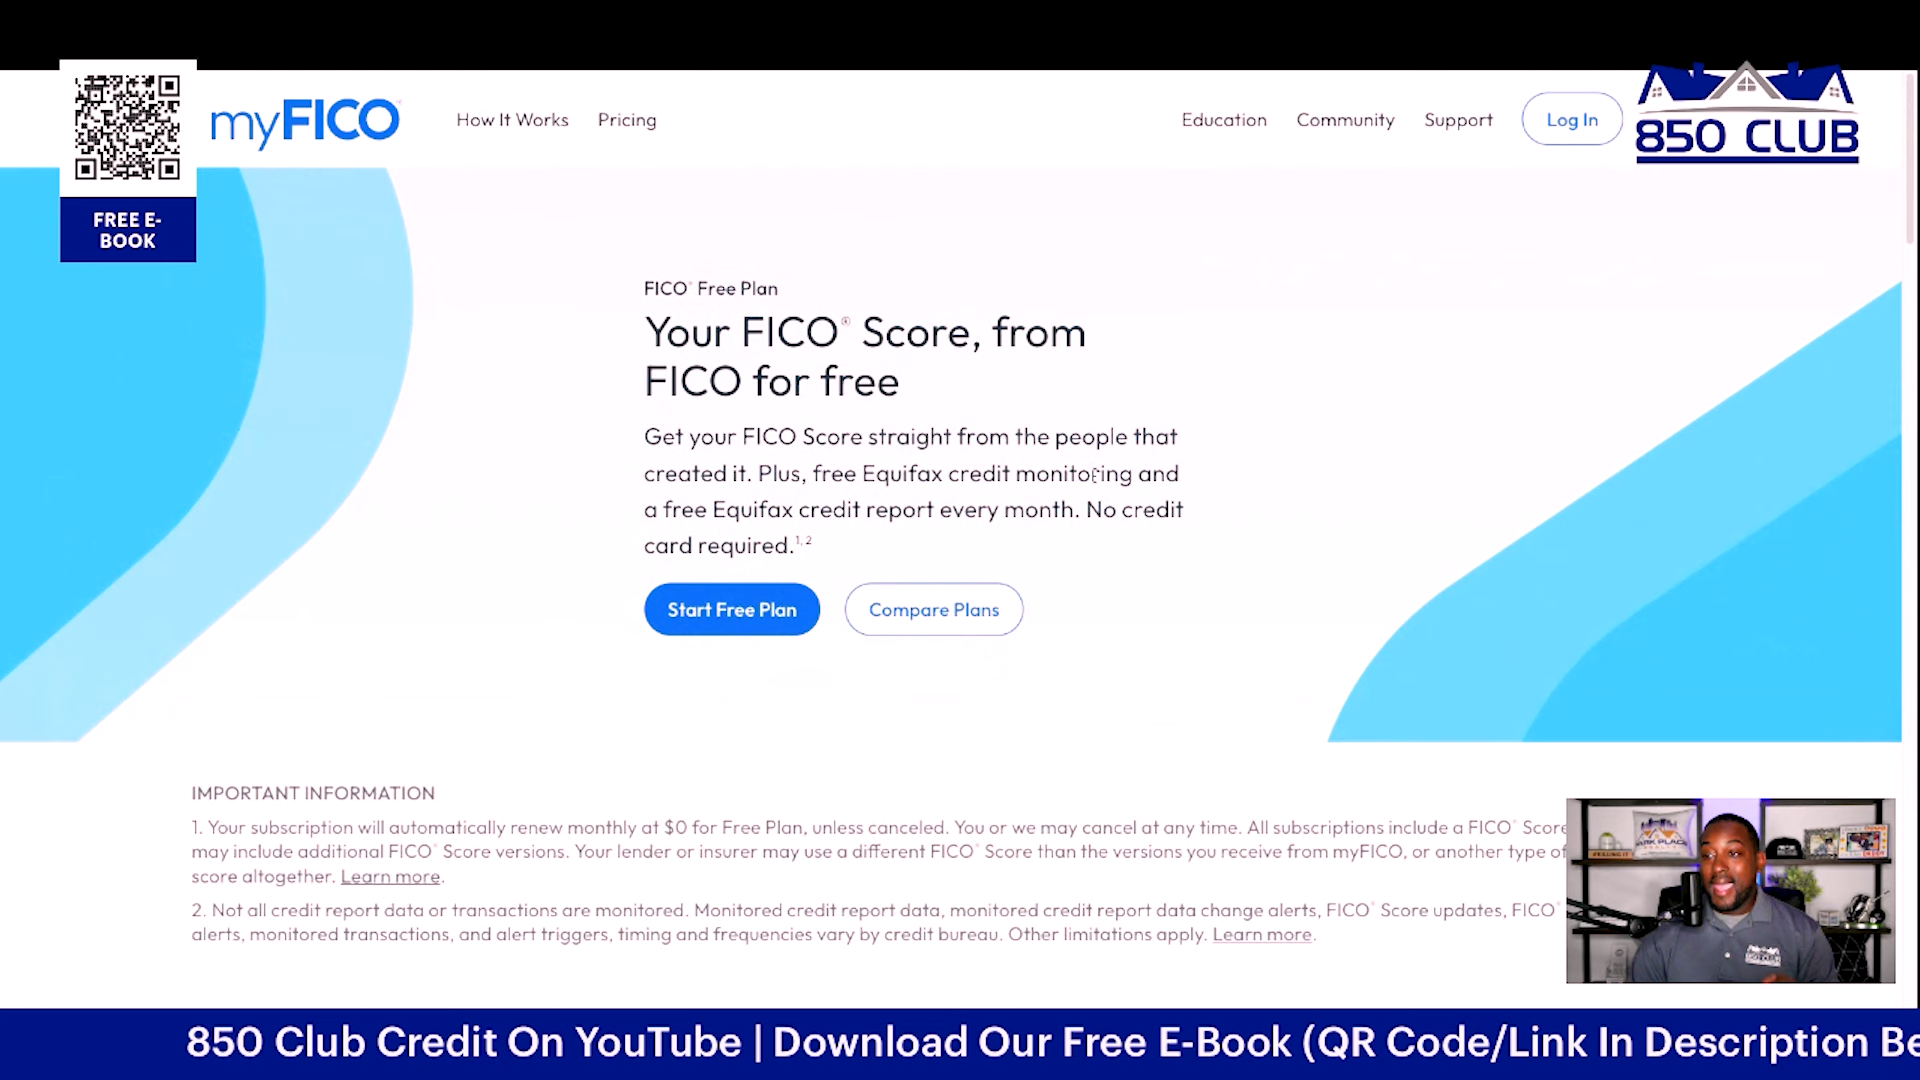 myFICO
How It Works
Pricing
Education
Community
Support
Log In
850 CLUB
FREE E-
BOOK
FICO® Free Plan
Your FICO® Score, from
FICO for free
Get your FICO Score straight from the people that
created it. Plus, free Equifax credit monitoring and
a free Equifax credit report every month. No credit
card required.1, 2
Start Free Plan
Compare Plans
IMPORTANT INFORMATION
1. Your subscription will automatically renew monthly at $0 for Free Plan, unless canceled. You or we may cancel at any time. All subscriptions include a FICO® Score
may include additional FICO® Score versions. Your lender or insurer may use a different FICO® Score than the versions you receive from myFICO, or another type of
score altogether. Learn more.
2. Not all credit report data or transactions are monitored. Monitored credit report data, monitored credit report data change alerts, FICO® Score updates, FICO®
alerts, monitored transactions, and alert triggers, timing and frequencies vary by credit bureau. Other limitations apply. Learn more.
850 Club Credit On YouTube | Download Our Free E-Book (QR Code/Link In Description Be